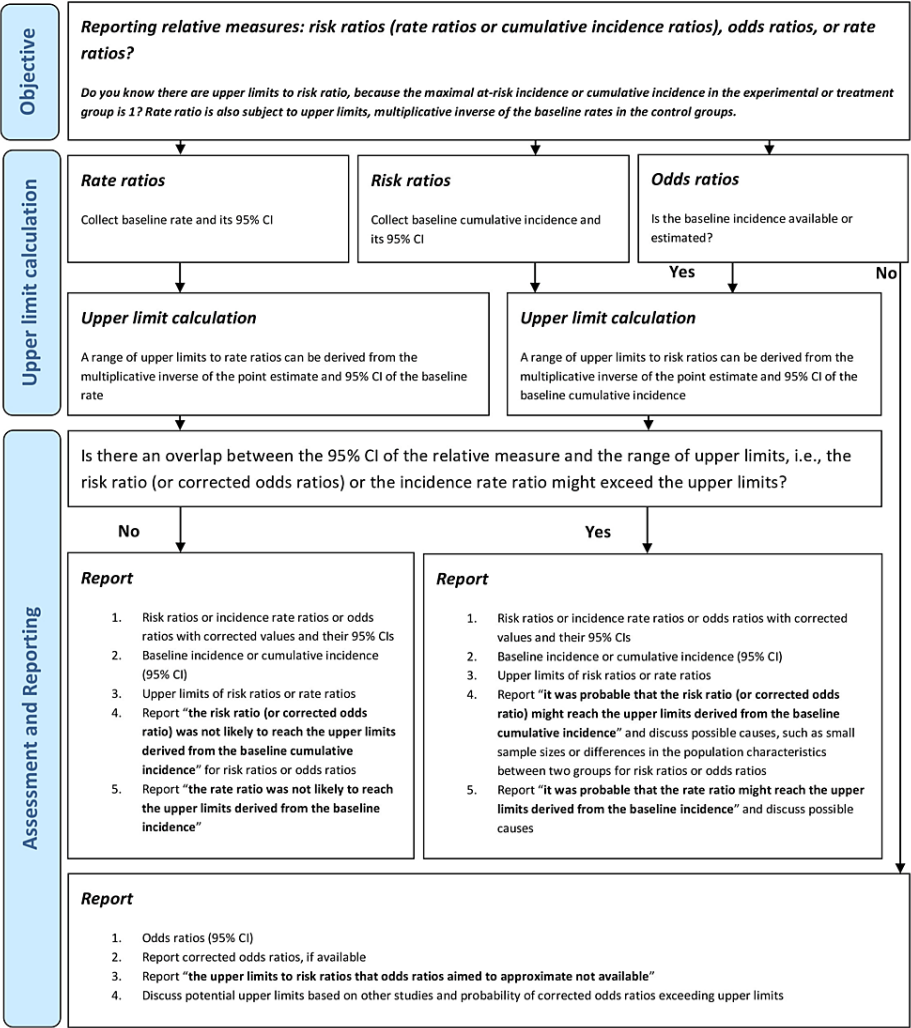 Objective
Reporting relative measures: risk ratios (rate ratios or cumulative incidence ratios), odds ratios, or rate
ratios?
Do you know there are upper limits to risk ratio, because the maximal at-risk incidence or cumulative incidence in the experimental or treatment
group is 1? Rate ratio is also subject to upper limits, multiplicative inverse of the baseline rates in the control groups.
Upper limit calculation
Rate ratios
Collect baseline rate and its 95% CI
Risk ratios
Collect baseline cumulative incidence and
its 95% CI
Odds ratios
Is the baseline incidence available or
estimated?
Yes
No
Upper limit calculation
A range of upper limits to rate ratios can be derived from the
multiplicative inverse of the point estimate and 95% CI of the baseline
rate
Upper limit calculation
A range of upper limits to risk ratios can be derived from the
multiplicative inverse of the point estimate and 95% CI of the
baseline cumulative incidence
Assessment and Reporting
Is there an overlap between the 95% CI of the relative measure and the range of upper limits, i.e., the
risk ratio (or corrected odds ratios) or the incidence rate ratio might exceed the upper limits?
No
Yes
Report
1. Risk ratios or incidence rate ratios or odds
ratios with corrected values and their 95% CIs
2. Baseline incidence or cumulative incidence
(95% CI)
3. Upper limits of risk ratios or rate ratios
4. Report “the risk ratio (or corrected odds
ratio) was not likely to reach the upper limits
derived from the baseline cumulative
incidence” for risk ratios or odds ratios
5. Report “the rate ratio was not likely to reach
the upper limits derived from the baseline
incidence”
Report
1. Risk ratios or incidence rate ratios or odds ratios with corrected
values and their 95% CIs
2. Baseline incidence or cumulative incidence (95% CI)
3. Upper limits of risk ratios or rate ratios
4. Report “it was probable that the risk ratio (or corrected odds
ratio) might reach the upper limits derived from the baseline
cumulative incidence” and discuss possible causes, such as small
sample sizes or differences in the population characteristics
between two groups for risk ratios or odds ratios
5. Report “it was probable that the rate ratio might reach the upper
limits derived from the baseline incidence” and discuss possible
causes
Report
1. Odds ratios (95% CI)
2. Report corrected odds ratios, if available
3. Report “the upper limits to risk ratios that odds ratios aimed to approximate not available”
4. Discuss potential upper limits based on other studies and probability of corrected odds ratios exceeding upper limits